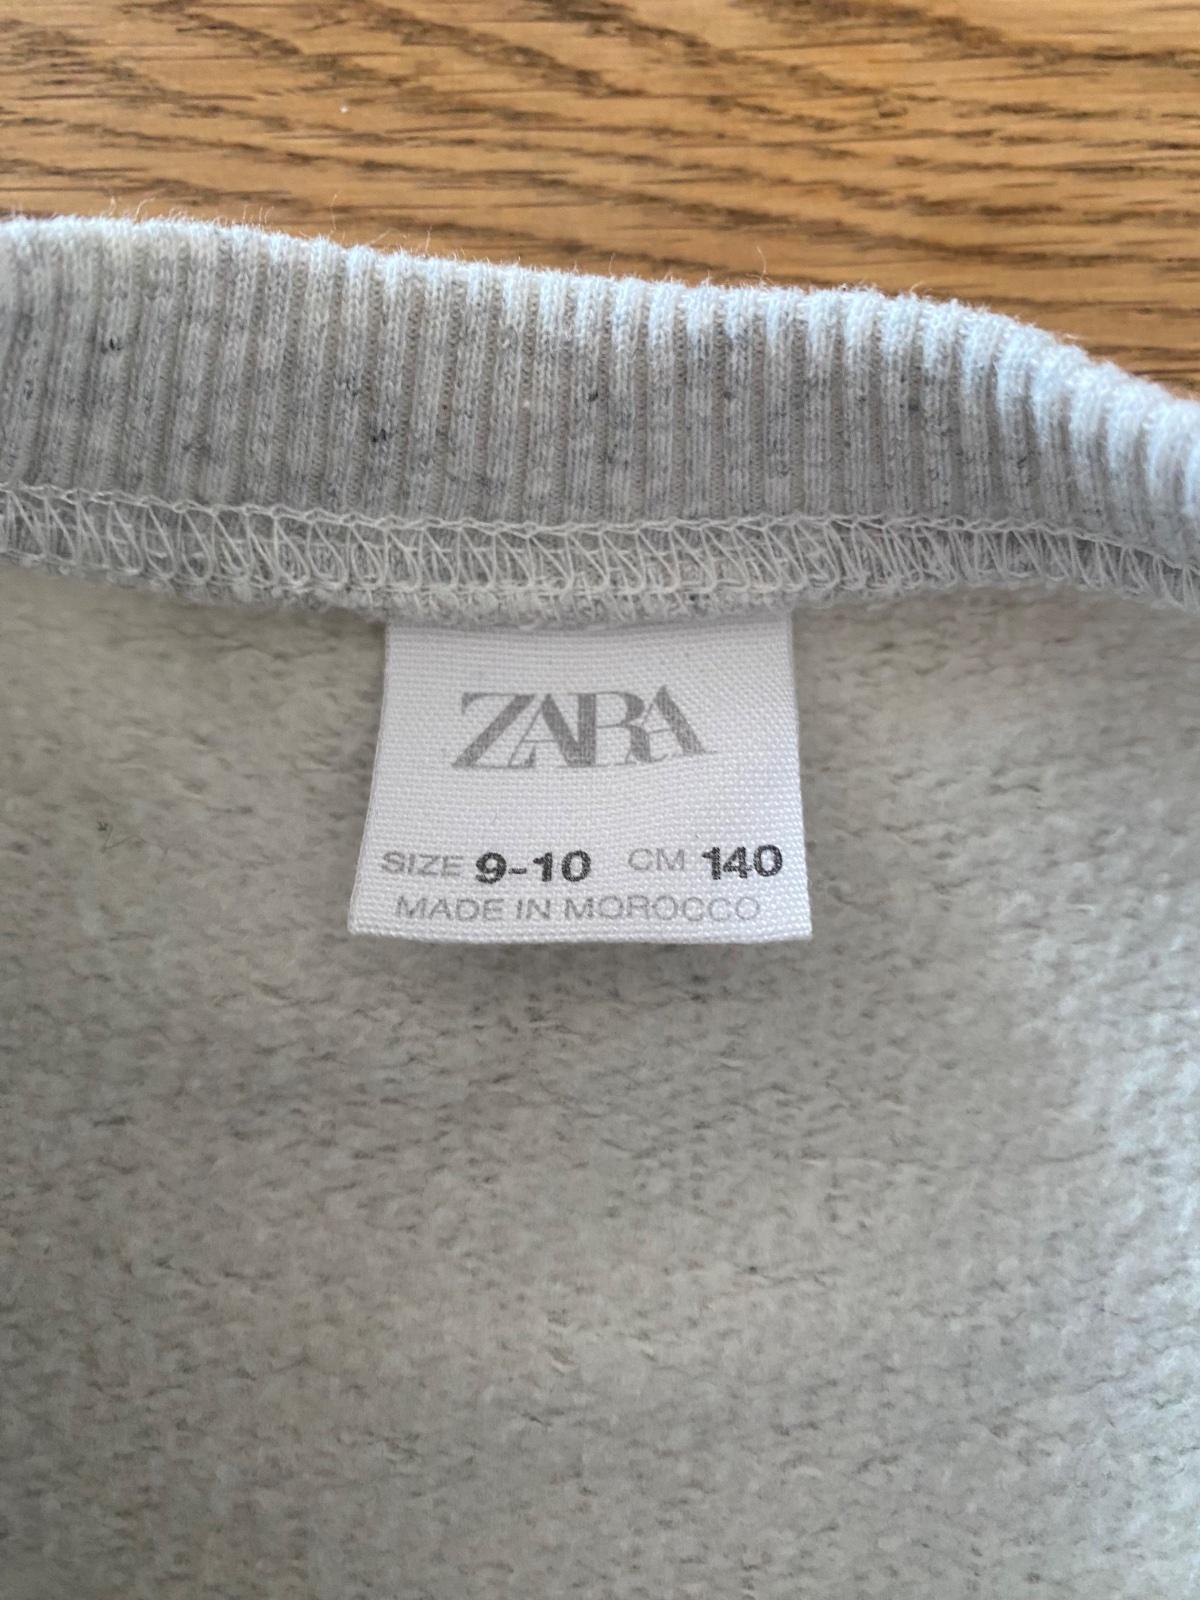 ZARA
SIZE 9-10 CM 140
MADE IN MOROCCO